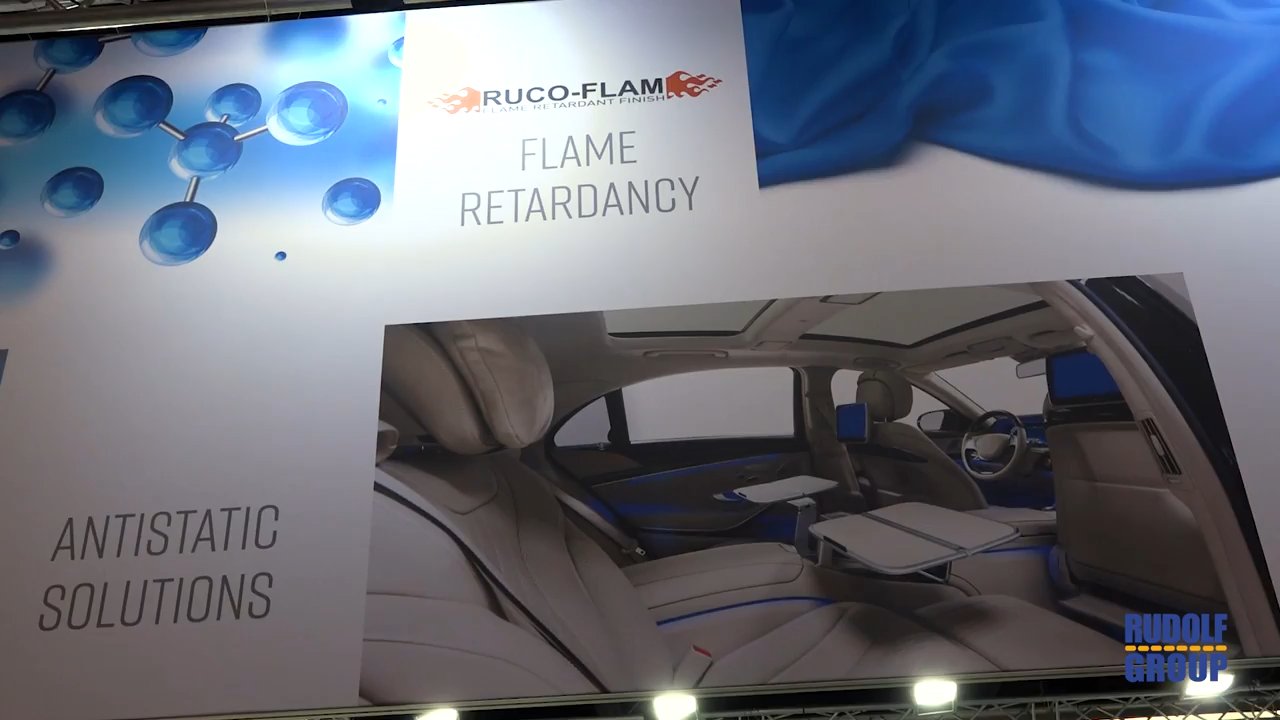 RUCO-FLAM
FLAME RETARDANT FINISH
FLAME
RETARDANCY
ANTISTATIC
SOLUTIONS
RUDOLF
GROUP